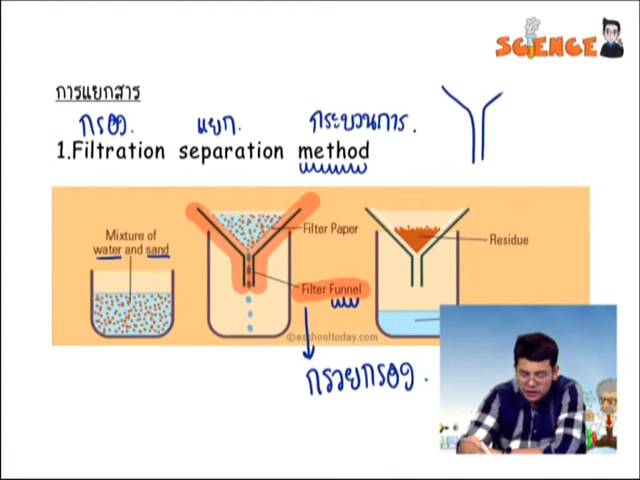 SCIENCE
การแยกสาร
กรอง. แยก. กระบวนการ.
1.Filtration separation method
Mixture of
water and sand
Filter Paper
Filter Funnel
Residue
©eschooltoday.com
กรวยกรอง.